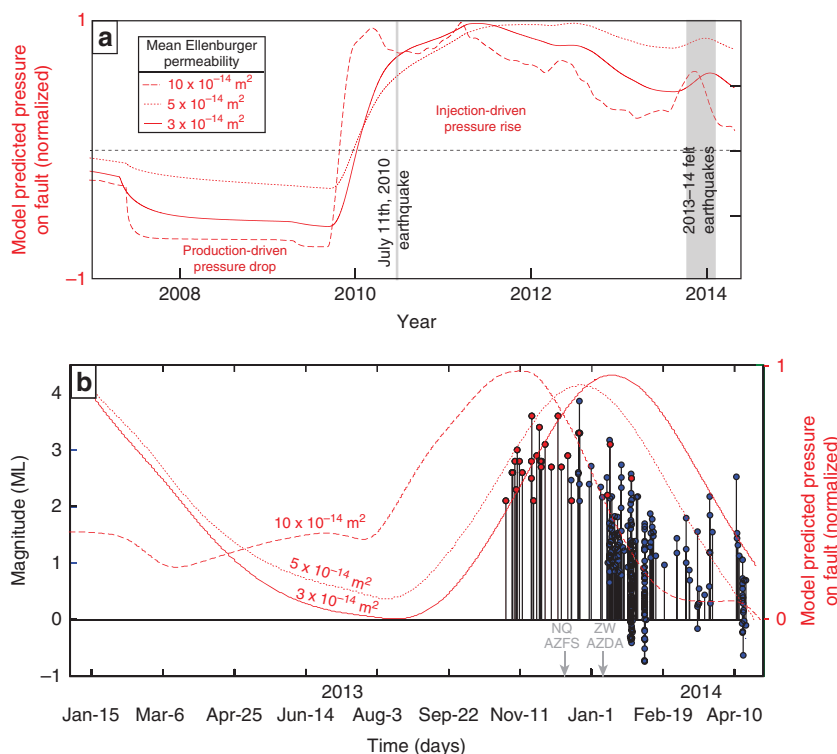 a
1
Mean Ellenburger
permeability
10 x 10⁻¹⁴ m²
5 x 10⁻¹⁴ m²
3 x 10⁻¹⁴ m²
Model predicted pressure
on fault (normalized)
Injection-driven
pressure rise
Production-driven
pressure drop
July 11th, 2010
earthquake
2013–14 felt
earthquakes
–1
2008
2010
2012
2014
Year
b
4
3
2
1
0
–1
Magnitude (ML)
10 x 10⁻¹⁴ m²
5 x 10⁻¹⁴ m²
3 x 10⁻¹⁴ m²
NQ
AZFS
ZW
AZDA
1
0
Model predicted pressure
on fault (normalized)
2013
2014
Jan-15
Mar-6
Apr-25
Jun-14
Aug-3
Sep-22
Nov-11
Jan-1
Feb-19
Apr-10
Time (days)